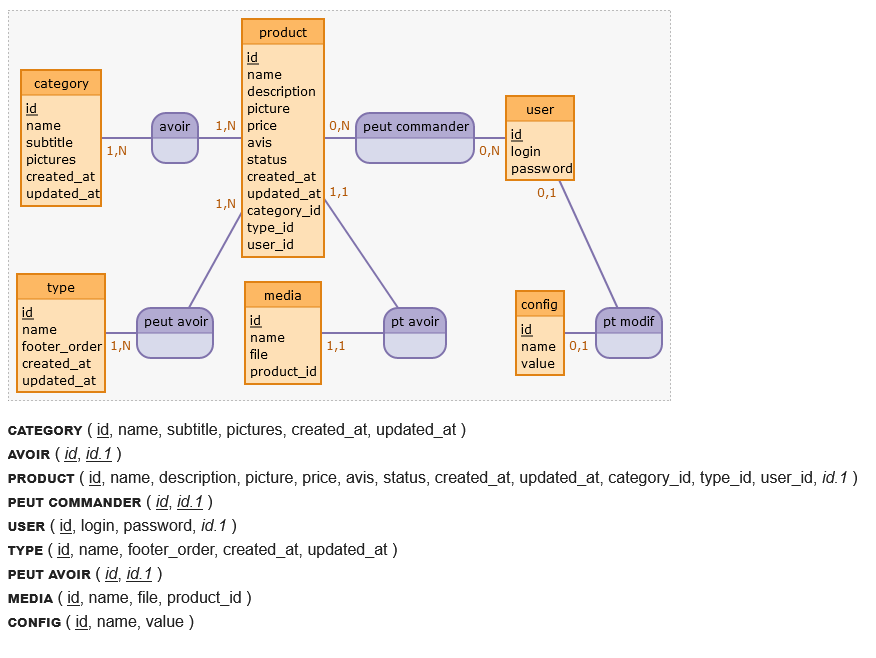 product
id
name
description
picture
price
avis
status
created_at
updated_at
category_id
type_id
user_id
category
id
name
subtitle
pictures
created_at
updated_at
1,N
avoir
1,N
0,N
peut commander
0,N
user
id
login
password
0,1
1,N
1,1
type
id
name
footer_order
created_at
updated_at
1,N
peut avoir
media
id
name
file
product_id
1,1
pt avoir
config
id
name
value
0,1
pt modif
CATEGORY ( id, name, subtitle, pictures, created_at, updated_at )
AVOIR ( id, id.1 )
PRODUCT ( id, name, description, picture, price, avis, status, created_at, updated_at, category_id, type_id, user_id, id.1 )
PEUT COMMANDER ( id, id.1 )
USER ( id, login, password, id.1 )
TYPE ( id, name, footer_order, created_at, updated_at )
PEUT AVOIR ( id, id.1 )
MEDIA ( id, name, file, product_id )
CONFIG ( id, name, value )